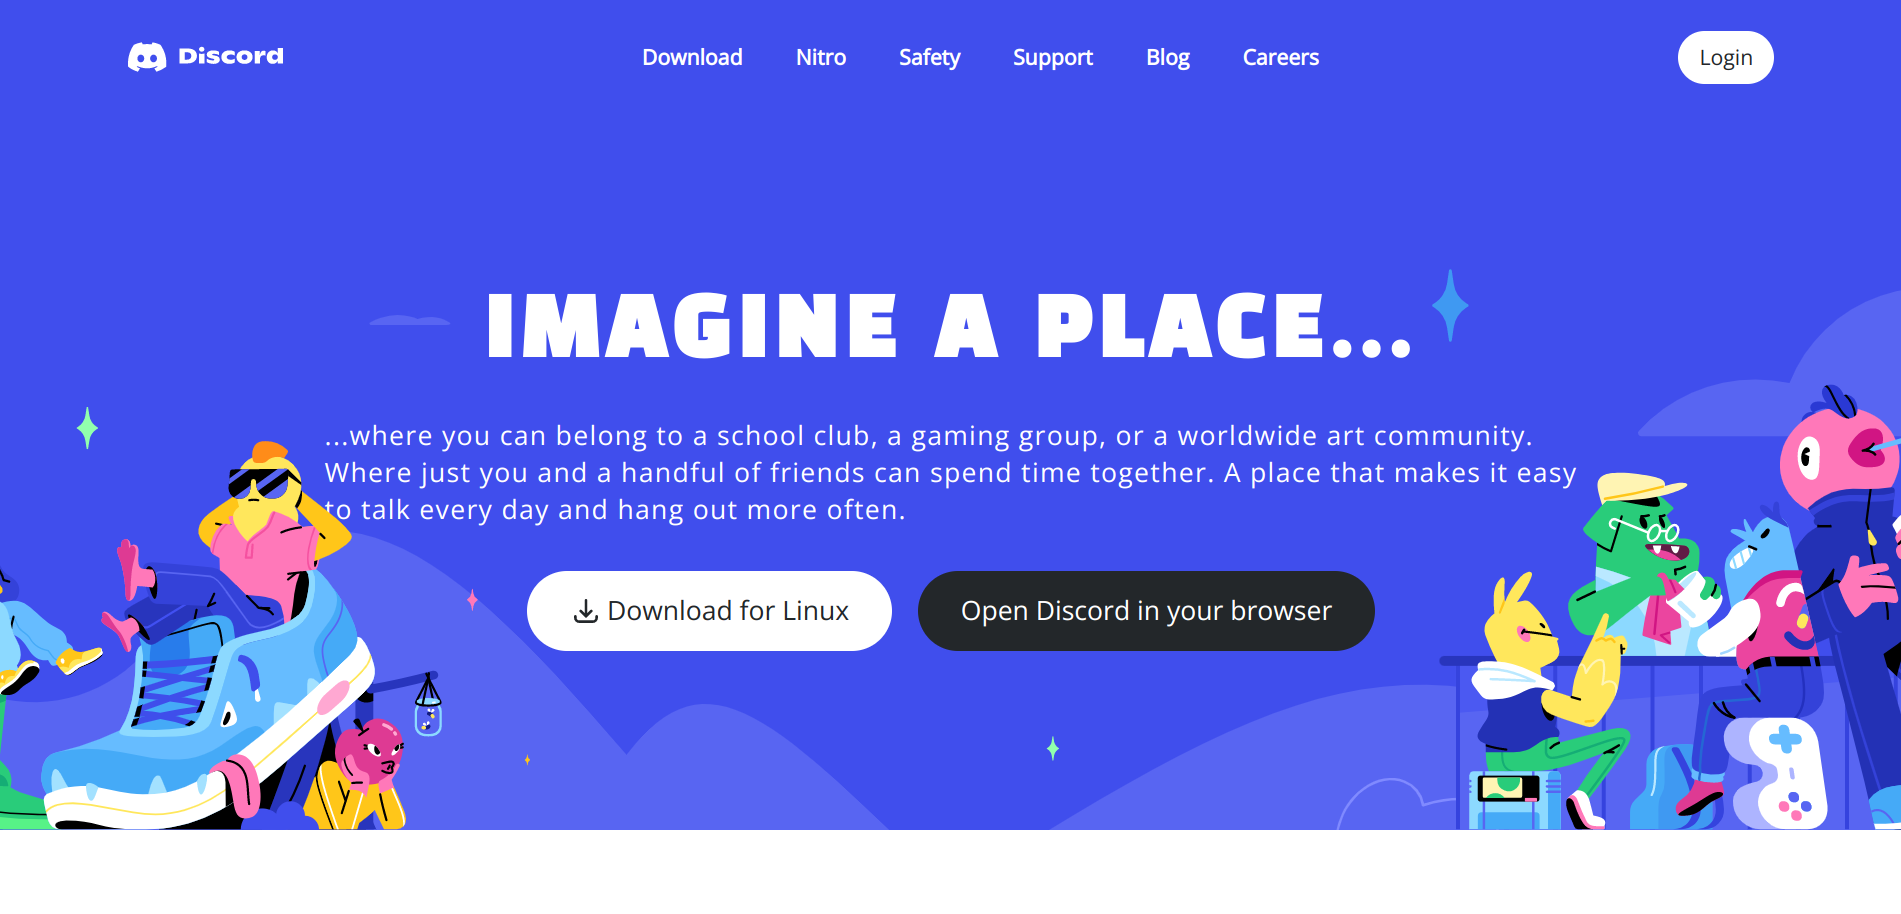 Discord
Download Nitro Safety Support Blog Careers
Login
IMAGINE A PLACE...
...where you can belong to a school club, a gaming group, or a worldwide art community.
Where just you and a handful of friends can spend time together. A place that makes it easy
to talk every day and hang out more often.
Download for Linux
Open Discord in your browser